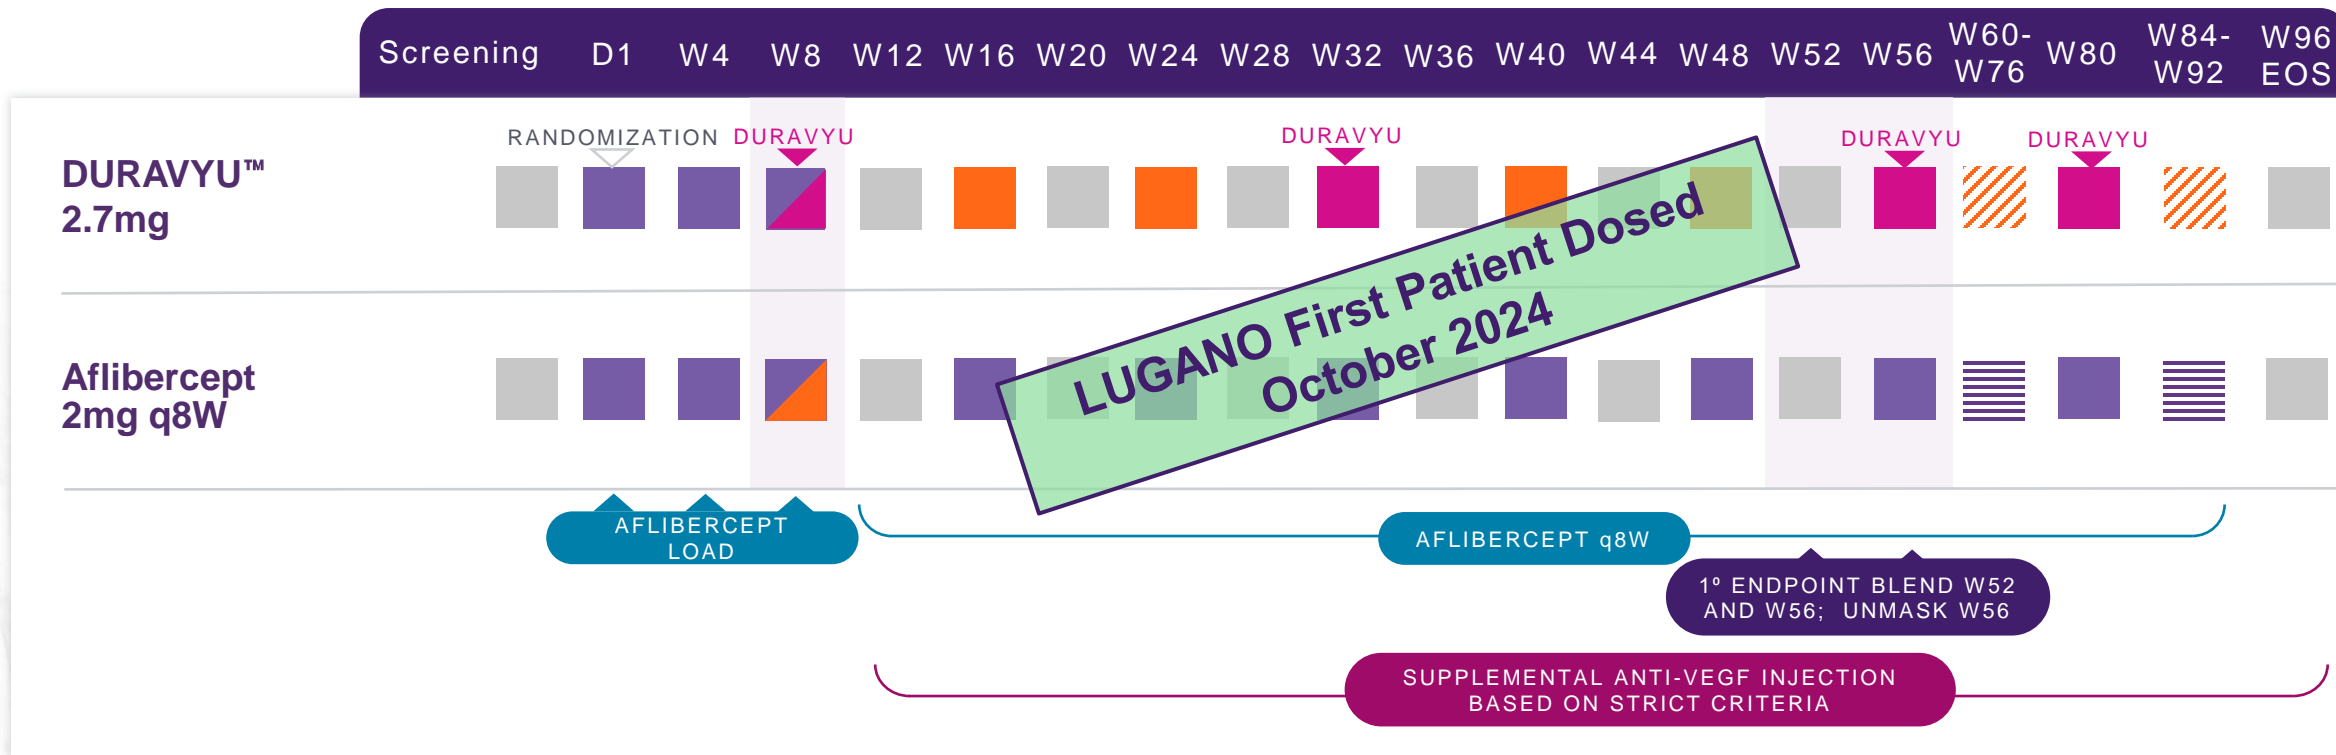 Screening D1 W4 W8 W12 W16 W20 W24 W28 W32 W36 W40 W44 W48 W52 W56 W60- W76 W80 W84- W92 W96 EOS
RANDOMIZATION DURAVYU DURAVYU DURAVYU DURAVYU
DURAVYU™
2.7mg
LUGANO First Patient Dosed
October 2024
Aflibercept
2mg q8W
AFLIBERCEPT
LOAD
AFLIBERCEPT q8W
1º ENDPOINT BLEND W52
AND W56; UNMASK W56
SUPPLEMENTAL ANTI-VEGF INJECTION
BASED ON STRICT CRITERIA